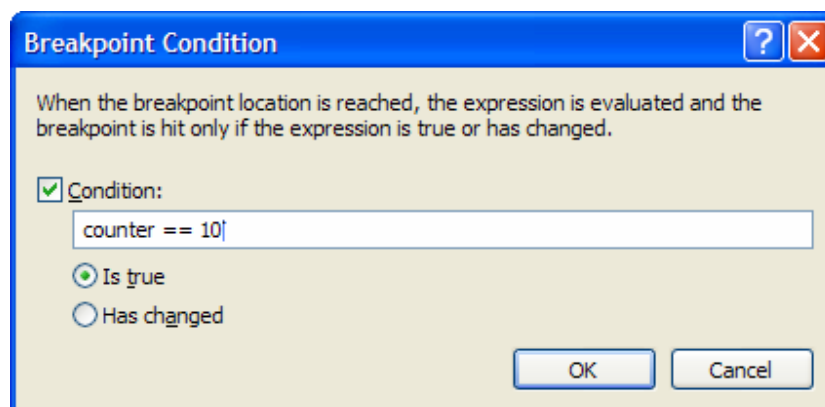 Breakpoint Condition
When the breakpoint location is reached, the expression is evaluated and the
breakpoint is hit only if the expression is true or has changed.
Condition:
counter == 10
Is true
Has changed
OK Cancel